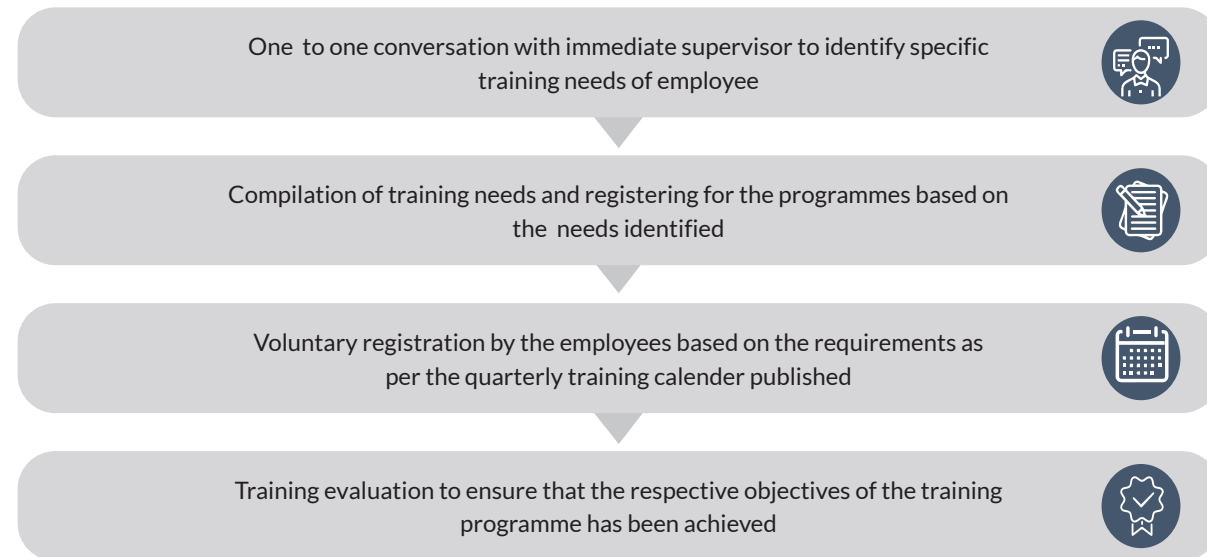 One to one conversation with immediate supervisor to identify specific
training needs of employee
Compilation of training needs and registering for the programmes based on
the needs identified
Voluntary registration by the employees based on the requirements as
per the quarterly training calender published
Training evaluation to ensure that the respective objectives of the training
programme has been achieved